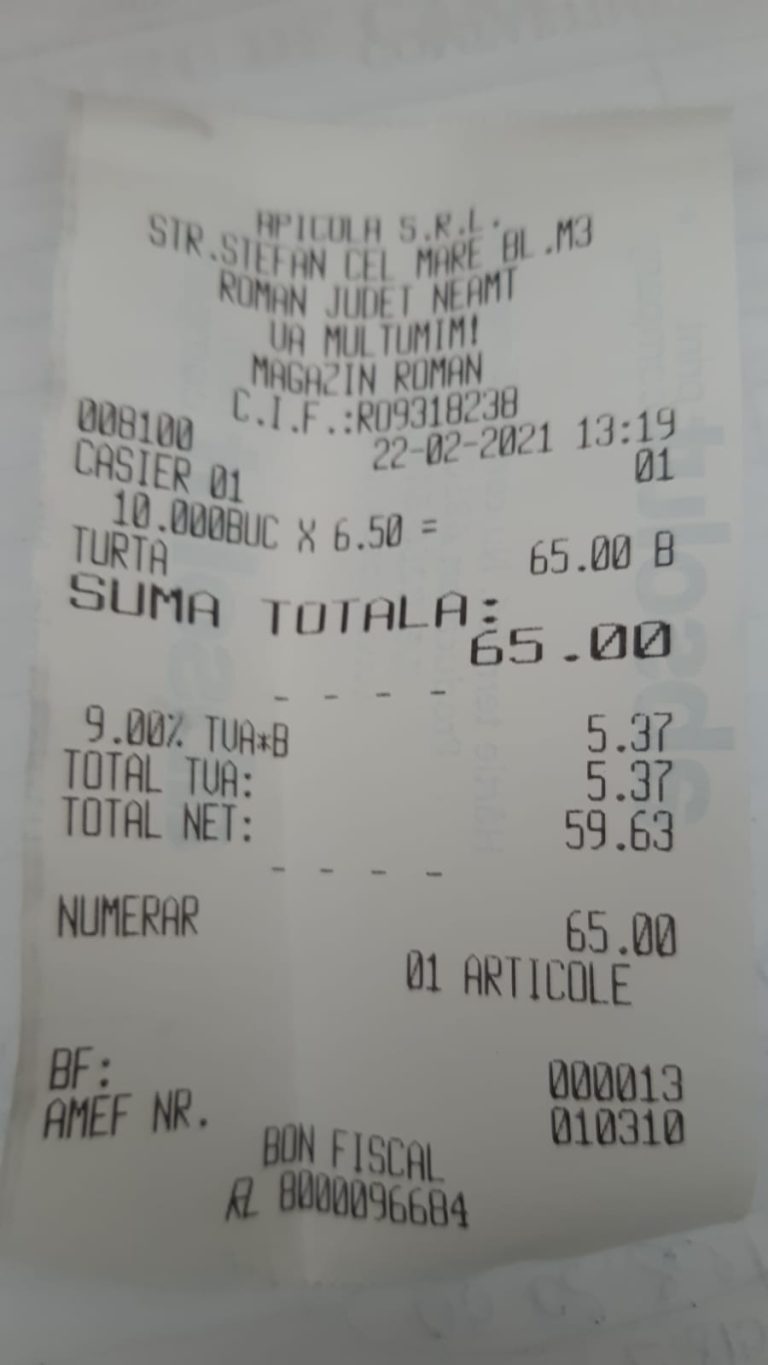 APICOLA S.R.L.
STR.STEFAN CEL MARE BL.M3
ROMAN JUDET NEAMT
VA MULTUMIM!
MAGAZIN ROMAN
C.I.F.:RO9318238
008100 22-02-2021 13:19
CASIER 01 01
10.000BUC X 6.50 =
TURTA 65.00 B
SUMA TOTALA:
65.00
- - - -
9.00% TVA*B 5.37
TOTAL TVA: 5.37
TOTAL NET: 59.63
- - - -
NUMERAR 65.00
01 ARTICOLE
BF: 000013
AMEF NR. 010310
BON FISCAL
8000096684